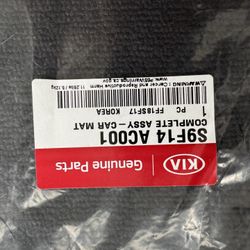 KIA
Genuine Parts
S9F14 AC001
COMPLETE ASSY-CAR MAT
1 PC FF18SF17 KOREA
Cancer and Reproductive Harm www.P65Warnings.ca.gov